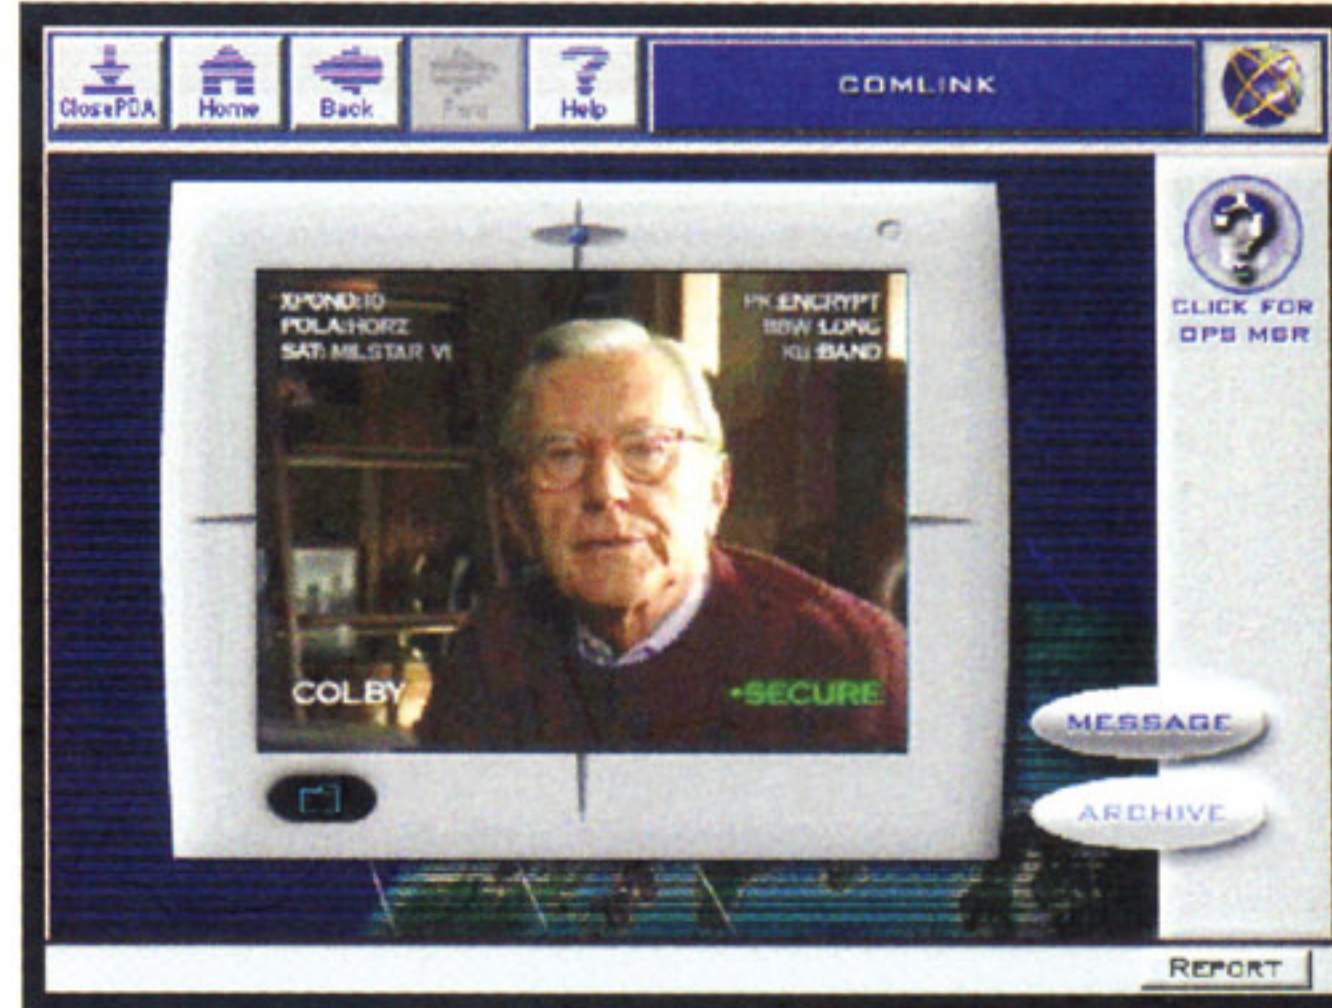 ClosePDA
Home
Back
Help
COMLINK
XPOND:10
POLA:HORZ
SAT: MILSTAR VI
PK:ENCRYPT
BBW:LONG
KU:BAND
CLICK FOR
OPS MGR
COLBY
•SECURE
MESSAGE
ARCHIVE
REPORT